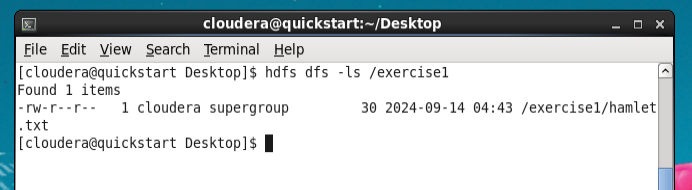 cloudera@quickstart:~/Desktop
File Edit View Search Terminal Help
[cloudera@quickstart Desktop]$ hdfs dfs -ls /exercise1
Found 1 items
-rw-r--r--   1 cloudera supergroup         30 2024-09-14 04:43 /exercise1/hamlet
.txt
[cloudera@quickstart Desktop]$